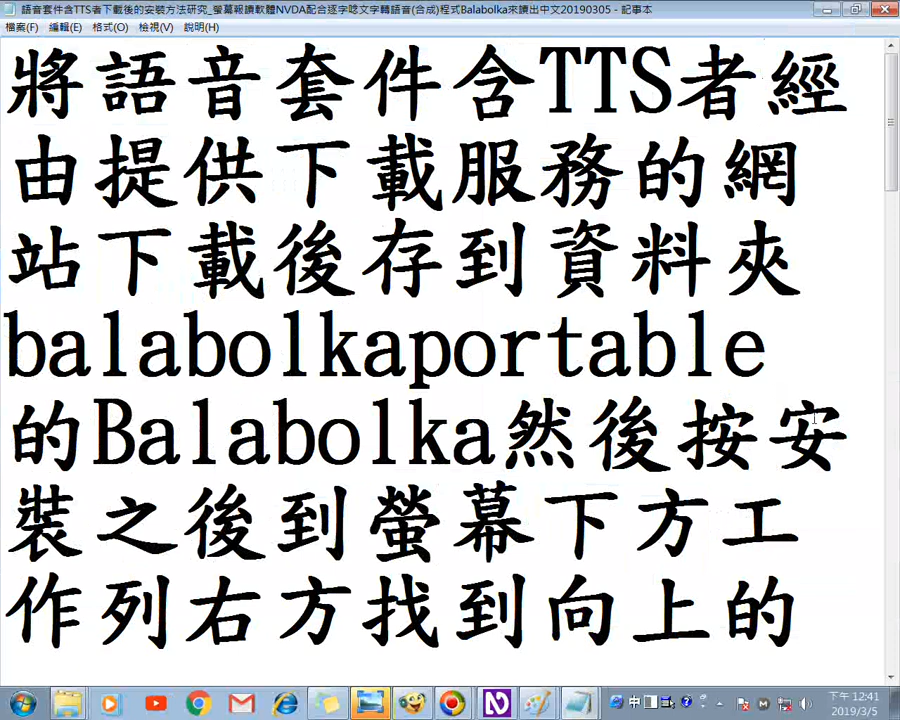 語音套件含TTS者下載後的安裝方法研究_螢幕報讀軟體NVDA配合逐字唸文字轉語音(合成)程式Balabolka來讀出中文20190305 - 記事本
檔案(F) 編輯(E) 格式(O) 檢視(V) 說明(H)
將語音套件含TTS者經
由提供下載服務的網
站下載後存到資料夾
balabolkaportable
的Balabolka然後按安
裝之後到螢幕下方工
作列右方找到向上的
中
下午 12:41
2019/3/5